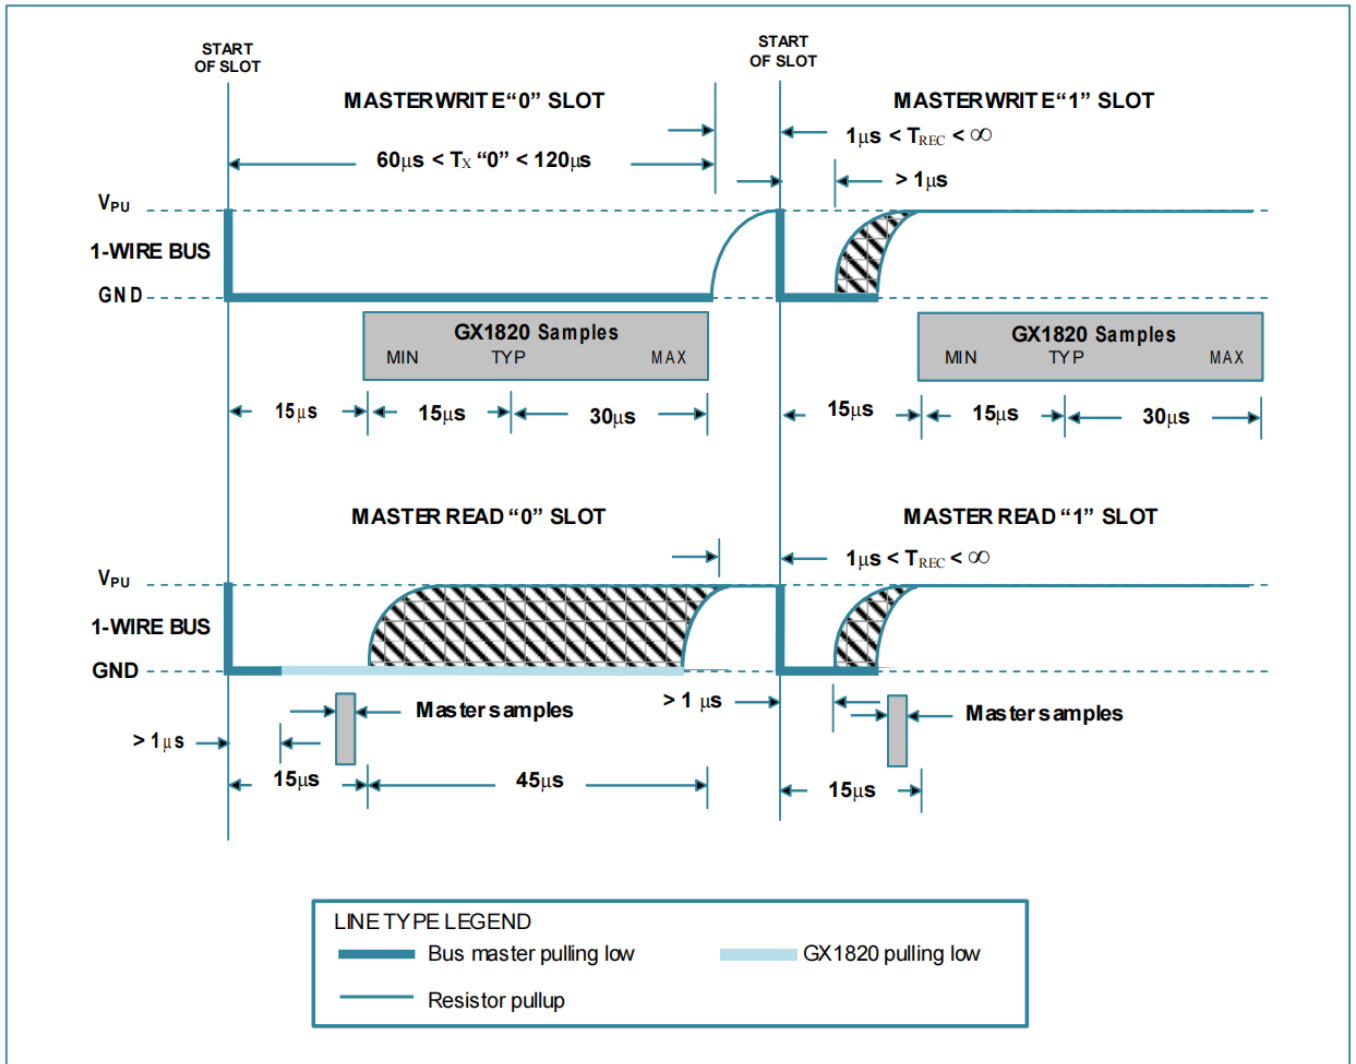 START
OF SLOT
START
OF SLOT
MASTER WRITE “0” SLOT
MASTER WRITE “1” SLOT
1μs < TREC < ∞
60μs < TX “0” < 120μs
> 1μs
VPU
1-WIRE BUS
GND
GX1820 Samples
MIN TYP MAX
GX1820 Samples
MIN TYP MAX
15μs 15μs 30μs
15μs 15μs 30μs
MASTER READ “0” SLOT
MASTER READ “1” SLOT
1μs < TREC < ∞
VPU
1-WIRE BUS
GND
> 1 μs
Master samples
Master samples
> 1μs
15μs 45μs
15μs
LINE TYPE LEGEND
Bus master pulling low
GX1820 pulling low
Resistor pullup